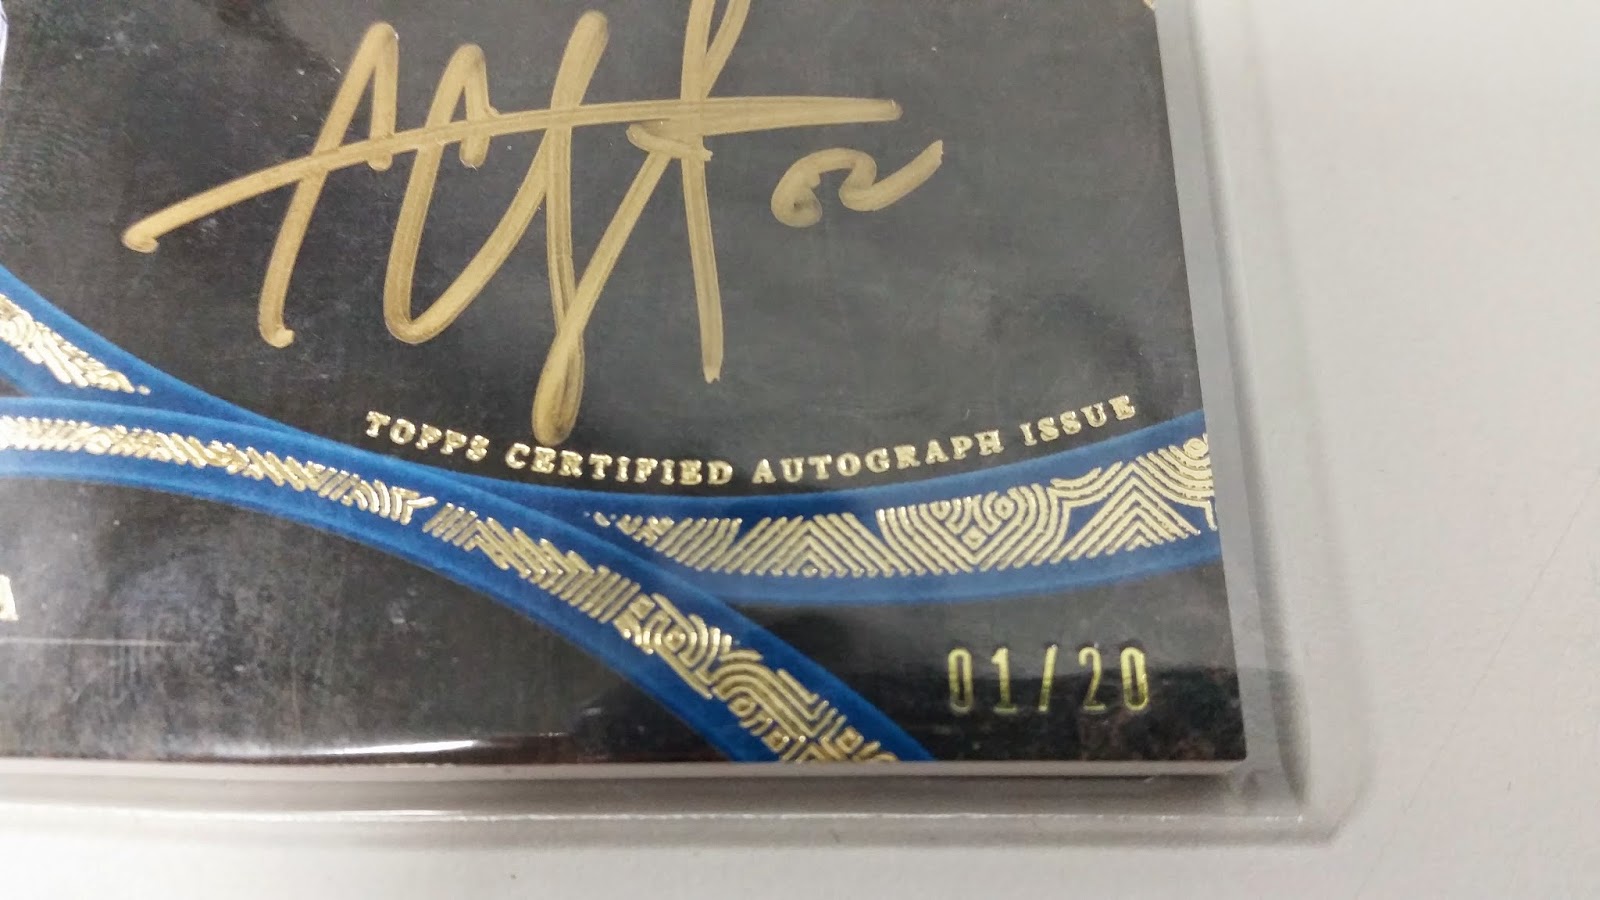 TOPPS CERTIFIED AUTOGRAPH ISSUE
A
01/20